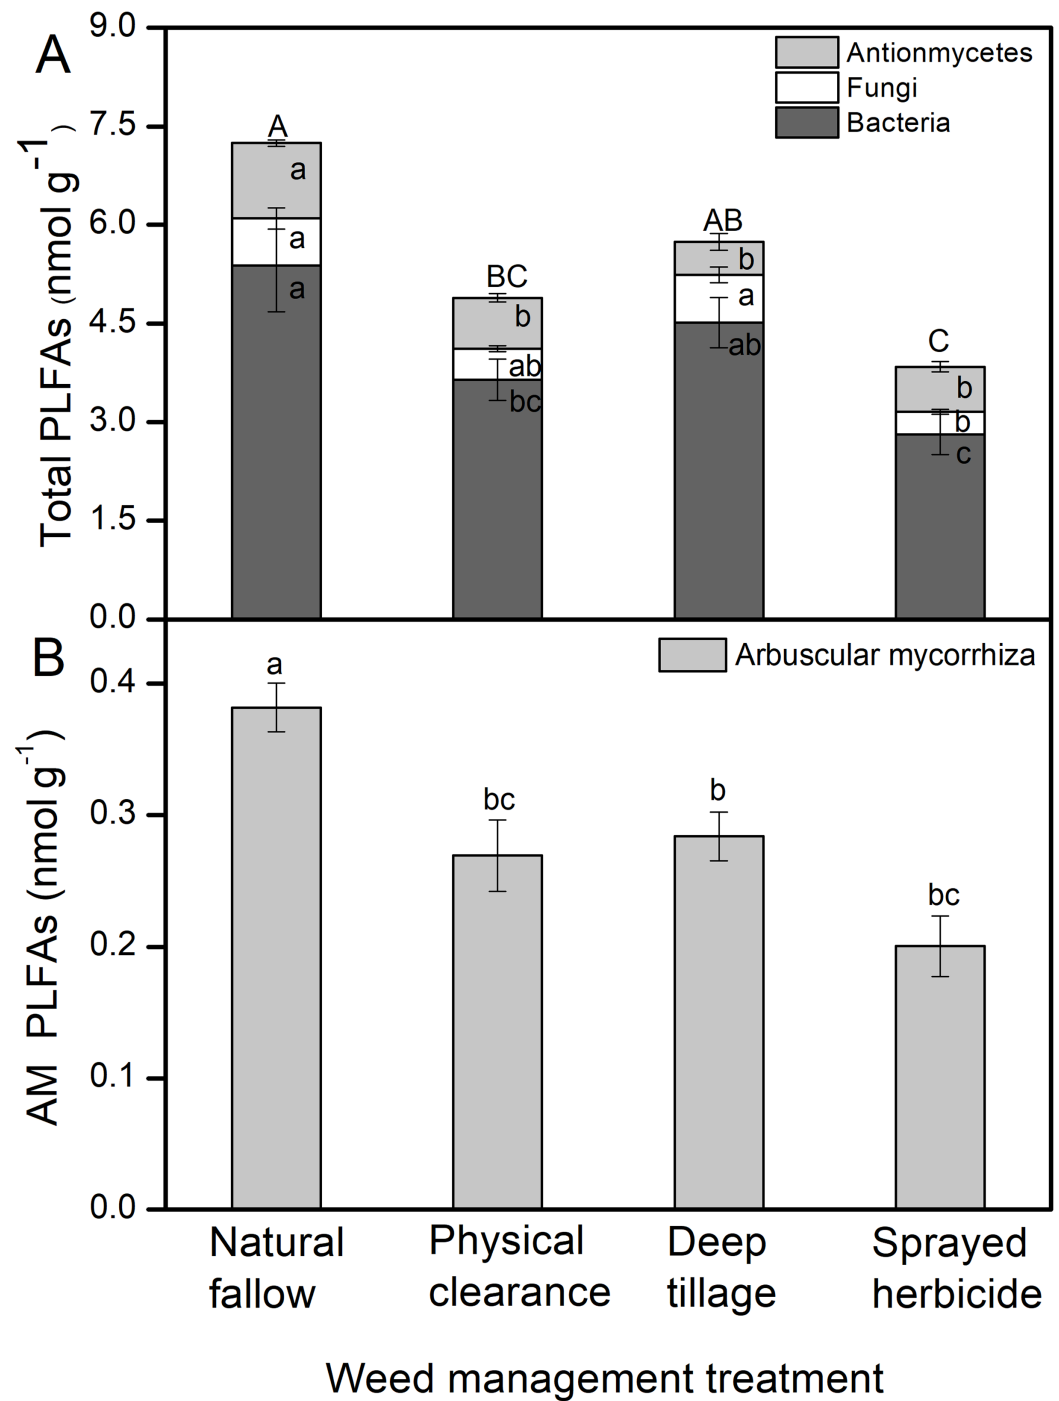 A
Total PLFAs (nmol g-1)
9.0
7.5
6.0
4.5
3.0
1.5
0.0
Antionmycetes
Fungi
Bacteria
A
a
a
a
BC
b
ab
bc
AB
b
a
ab
C
b
b
c
B
AM PLFAs (nmol g-1)
0.4
0.3
0.2
0.1
0.0
Arbuscular mycorrhiza
a
bc
b
bc
Natural
fallow
Physical
clearance
Deep
tillage
Sprayed
herbicide
Weed management treatment